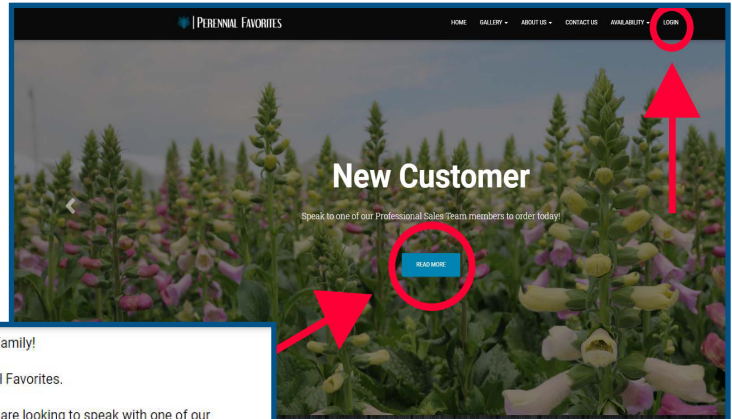 | PERENNIAL FAVORITES
HOME GALLERY ABOUT US CONTACT US AVAILABILITY LOGIN
New Customer
Speak to one of our Professional Sales Team members to order today!
READ MORE
amily!
l Favorites.
are looking to speak with one of our